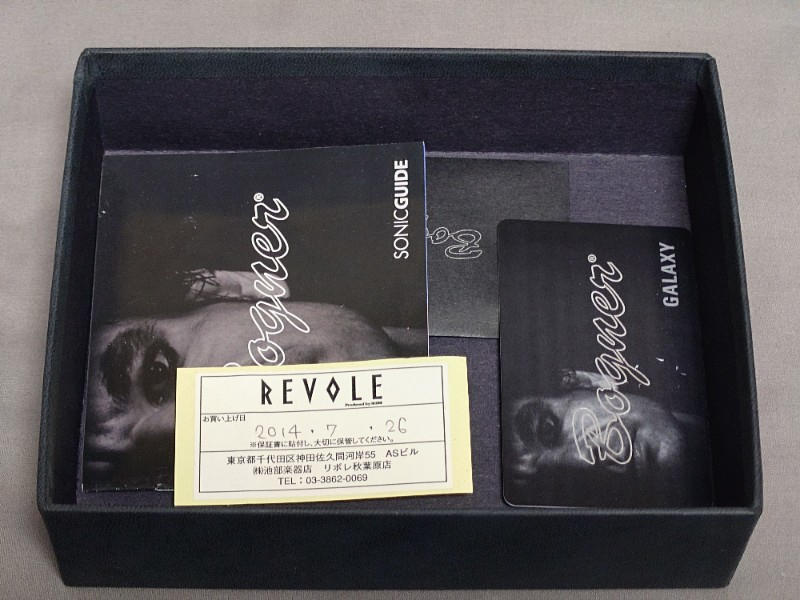 Bogner®
SONICGUIDE
Bogner®
GALAXY
REVOLE
お買い上げ日
2014 . 7 . 26
※保証書に貼付し、大切に保管してください。
東京都千代田区神田佐久間河岸55 ASビル
㈱池部楽器店 リボレ秋葉原店
TEL：03-3862-0069